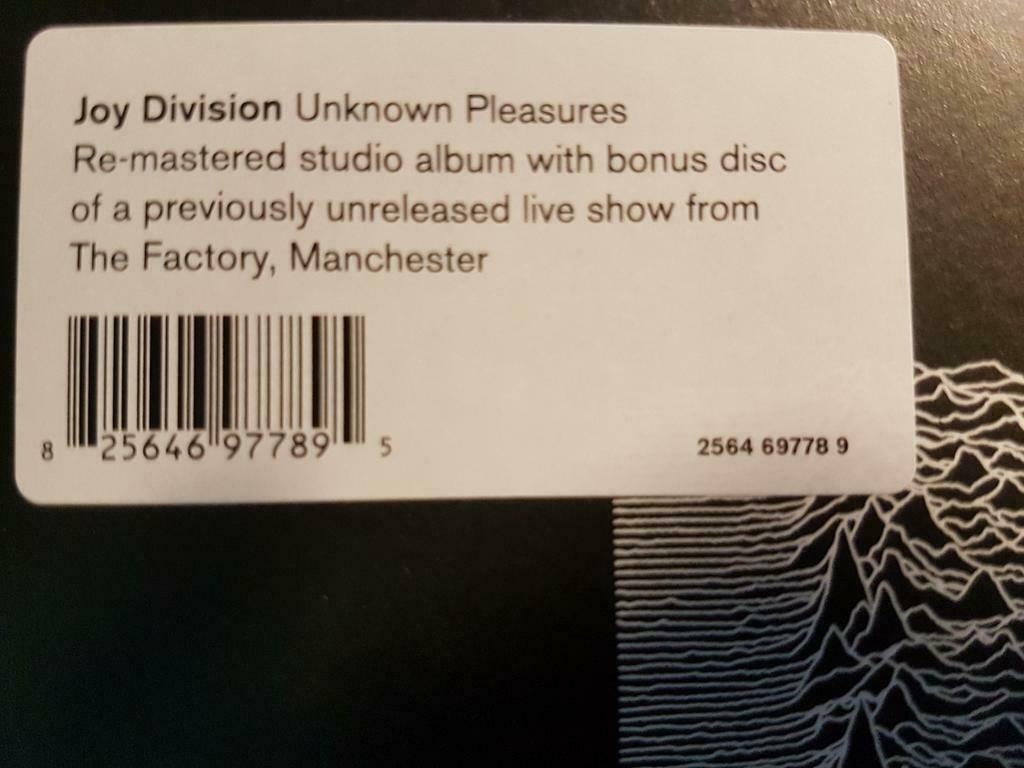 Joy Division Unknown Pleasures
Re-mastered studio album with bonus disc
of a previously unreleased live show from
The Factory, Manchester
8 25646 97789 5
2564 69778 9